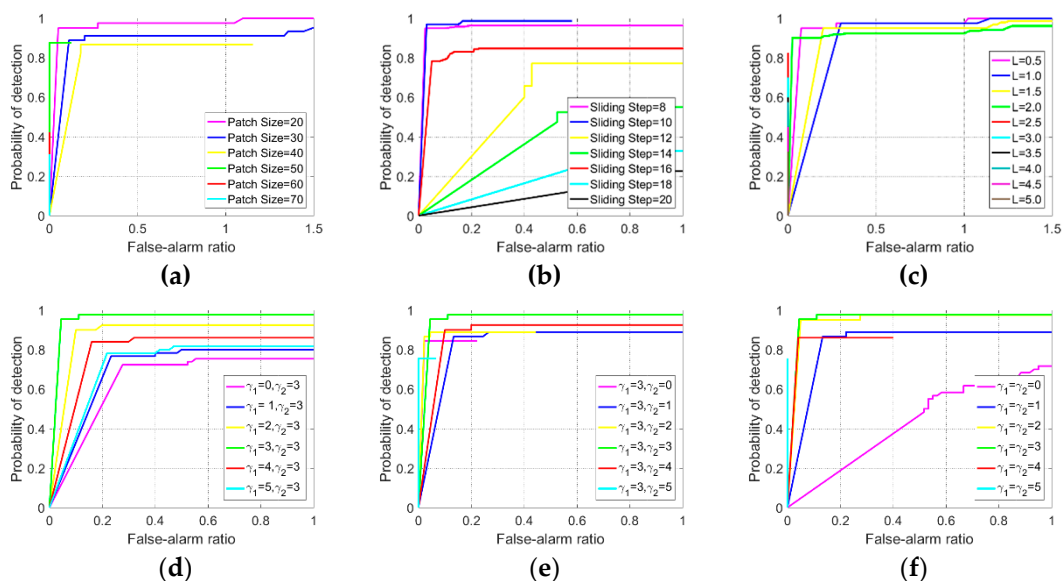 Probability of detection
1
0.8
0.6
0.4
0.2
0
0 0.5 1 1.5
False-alarm ratio
Patch Size=20
Patch Size=30
Patch Size=40
Patch Size=50
Patch Size=60
Patch Size=70
(a)
Probability of detection
1
0.8
0.6
0.4
0.2
0
0 0.2 0.4 0.6 0.8 1
False-alarm ratio
Sliding Step=8
Sliding Step=10
Sliding Step=12
Sliding Step=14
Sliding Step=16
Sliding Step=18
Sliding Step=20
(b)
Probability of detection
1
0.8
0.6
0.4
0.2
0
0 0.5 1 1.5
False-alarm ratio
L=0.5
L=1.0
L=1.5
L=2.0
L=2.5
L=3.0
L=3.5
L=4.0
L=4.5
L=5.0
(c)
Probability of detection
1
0.8
0.6
0.4
0.2
0
0 0.2 0.4 0.6 0.8 1
False-alarm ratio
γ₁=0,γ₂=3
γ₁= 1,γ₂=3
γ₁=2,γ₂=3
γ₁=3,γ₂=3
γ₁=4,γ₂=3
γ₁=5,γ₂=3
(d)
Probability of detection
1
0.8
0.6
0.4
0.2
0
0 0.2 0.4 0.6 0.8 1
False-alarm ratio
γ₁=3,γ₂=0
γ₁=3,γ₂=1
γ₁=3,γ₂=2
γ₁=3,γ₂=3
γ₁=3,γ₂=4
γ₁=3,γ₂=5
(e)
Probability of detection
1
0.8
0.6
0.4
0.2
0
0 0.2 0.4 0.6 0.8 1
False-alarm ratio
γ₁=γ₂=0
γ₁=γ₂=1
γ₁=γ₂=2
γ₁=γ₂=3
γ₁=γ₂=4
γ₁=γ₂=5
(f)